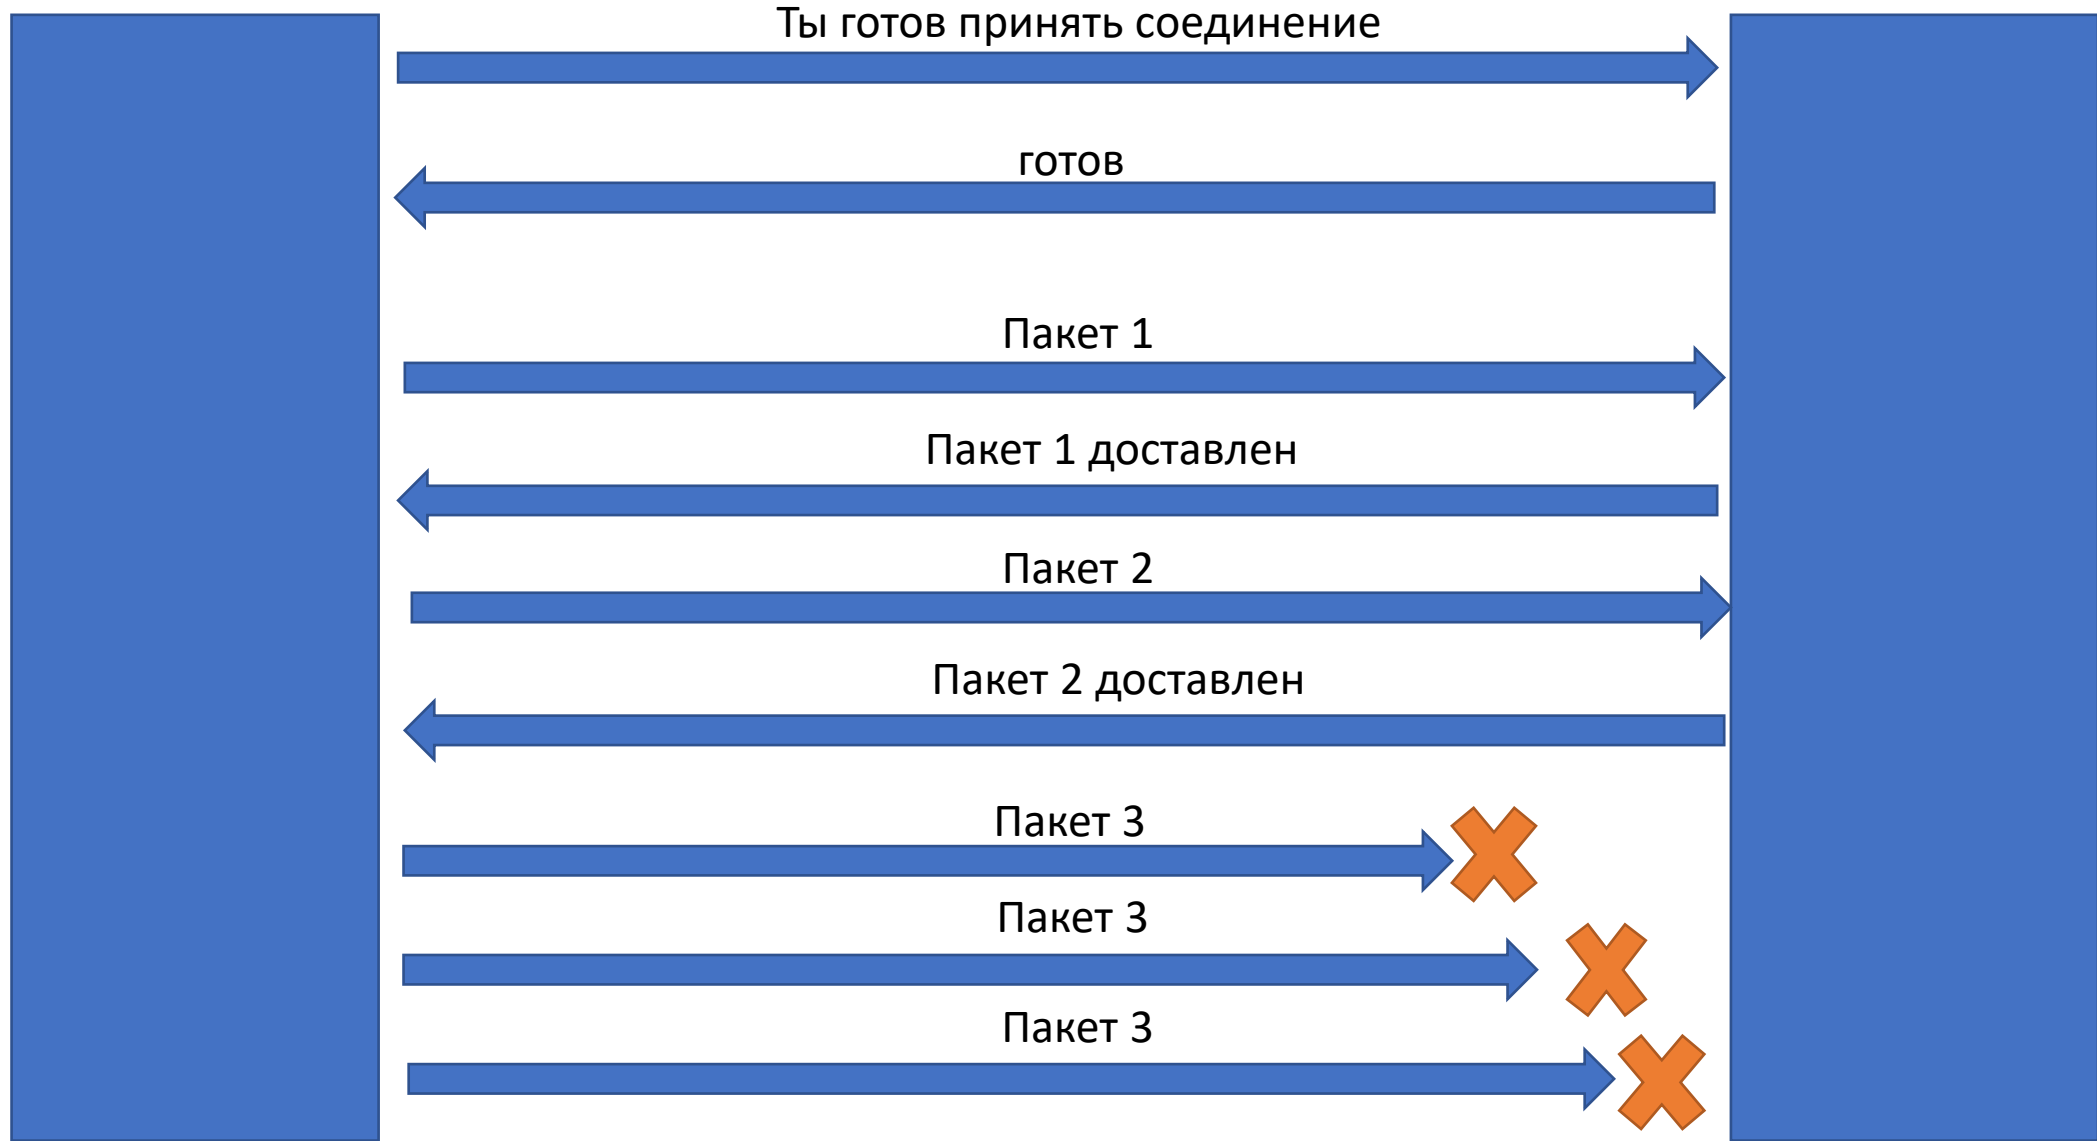 Ты готов принять соединение
готов
Пакет 1
Пакет 1 доставлен
Пакет 2
Пакет 2 доставлен
Пакет 3
Пакет 3
Пакет 3